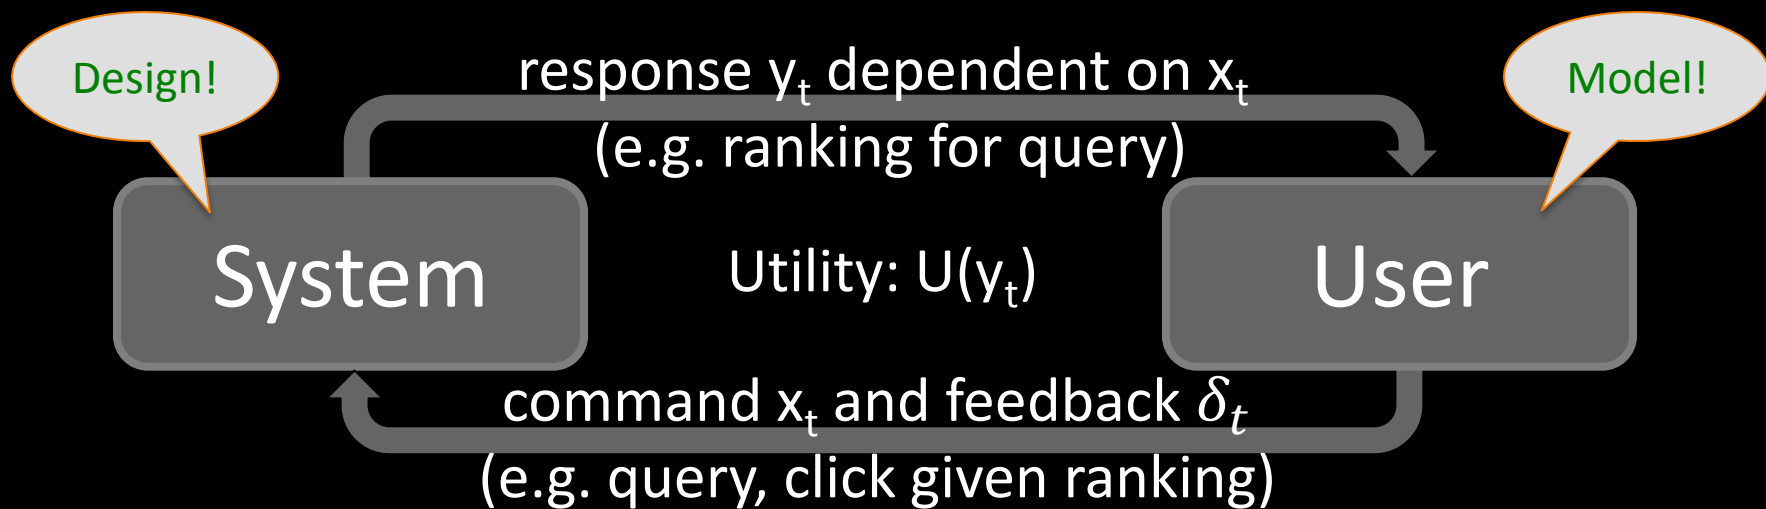 Design!
response yₜ dependent on xₜ
Model!
(e.g. ranking for query)
System
Utility: U(yₜ)
User
command xₜ and feedback δₜ
(e.g. query, click given ranking)